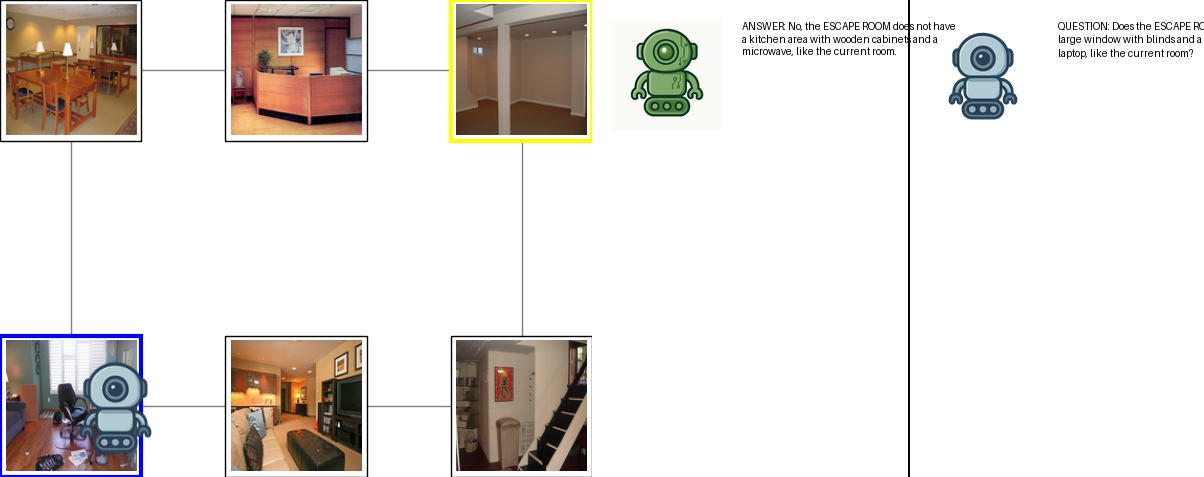 ANSWER: No, the ESCAPE ROOM does not have
a kitchen area with wooden cabinets and a
microwave, like the current room.
QUESTION: Does the ESCAPE
large window with blinds and a
laptop, like the current room?